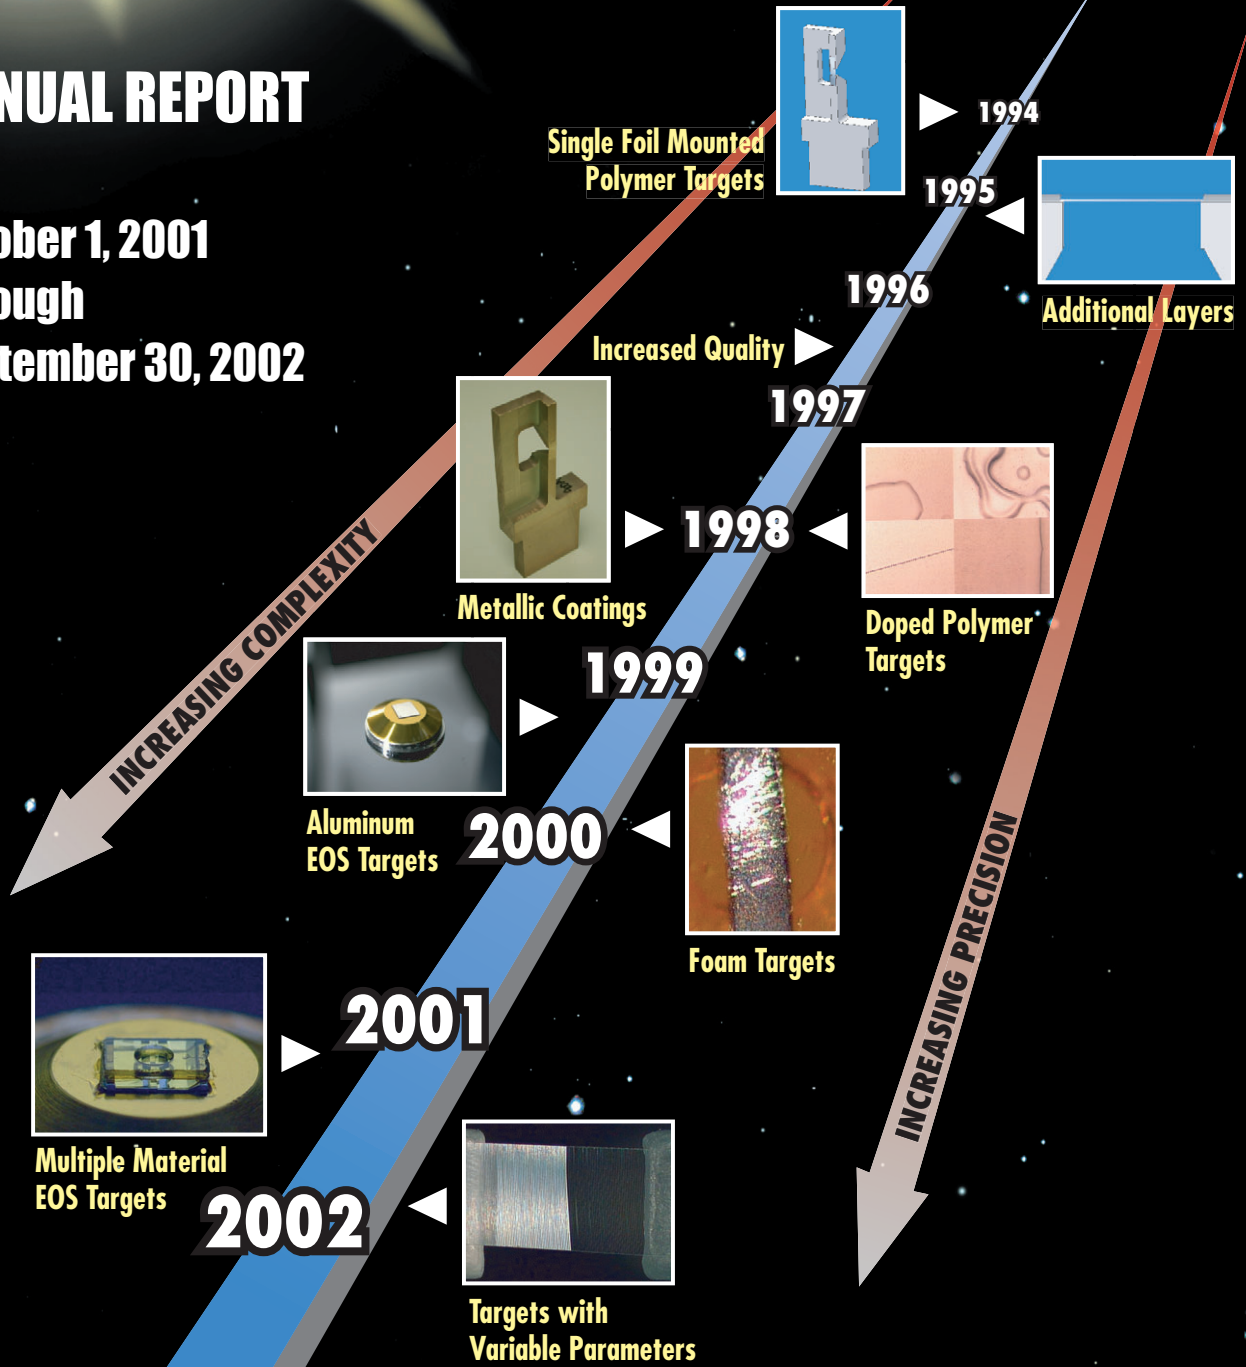 NUAL REPORT
ober 1, 2001
ough
tember 30, 2002
Single Foil Mounted
Polymer Targets
1994
1995
Additional Layers
1996
Increased Quality
1997
1998
Metallic Coatings
Doped Polymer
Targets
INCREASING COMPLEXITY
1999
Aluminum
EOS Targets
2000
Foam Targets
INCREASING PRECISION
2001
Multiple Material
EOS Targets
2002
Targets with
Variable Parameters